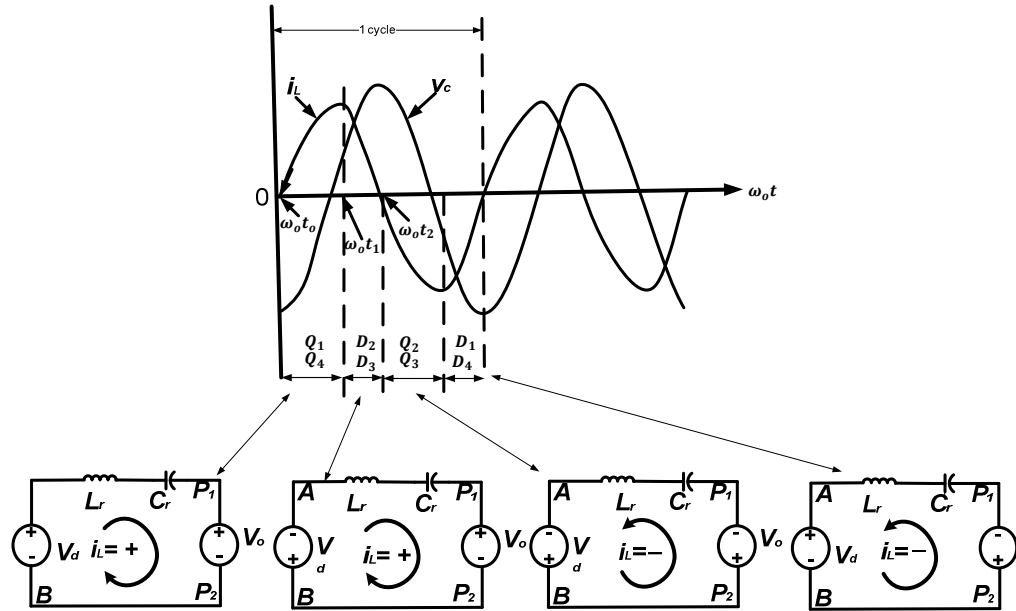 1 cycle
i_L
v_c
0
ω_o t
ω_o t_o
ω_o t_1
ω_o t_2
Q_1 D_2 Q_2 D_1
Q_4 D_3 Q_3 D_4
L_r C_r P_1
+ - V_d i_L= + + - V_o
B P_2
A L_r C_r P_1
- + V_d i_L= + + - V_o
B P_2
A L_r C_r P_1
- + V_d i_L= – - + V_o
B P_2
A L_r C_r P_1
+ - V_d i_L= – - +
B P_2